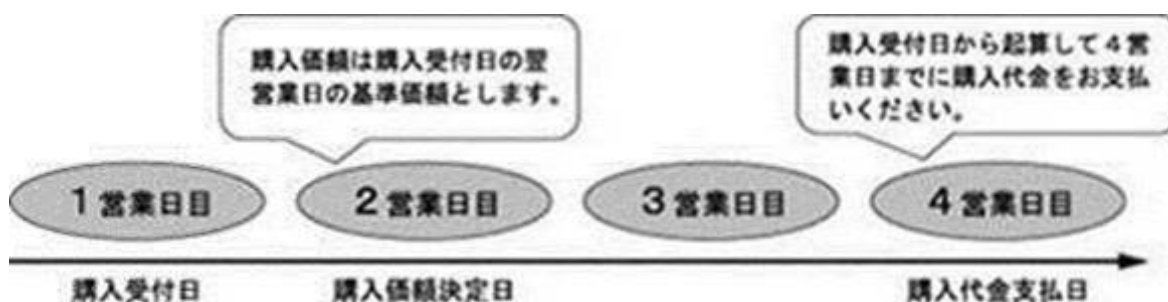 購入価額は購入受付日の翌
営業日の基準価額とします。
購入受付日から起算して4営
業日までに購入代金をお支払
いください。
1営業日目
2営業日目
3営業日目
4営業日目
購入受付日
購入価額決定日
購入代金支払日